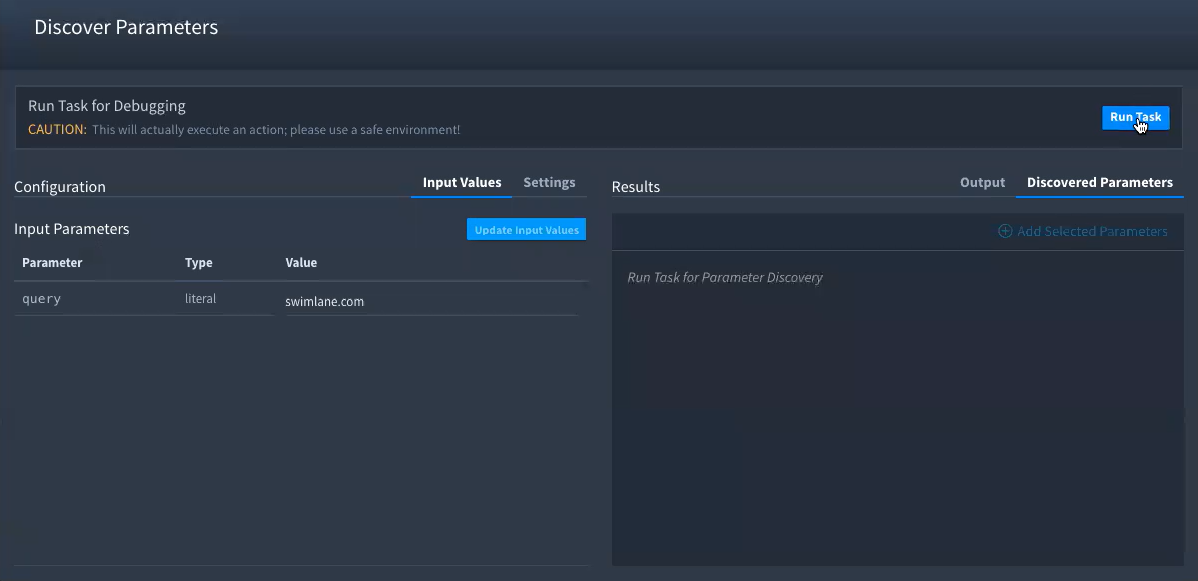 Discover Parameters
Run Task for Debugging
CAUTION: This will actually execute an action; please use a safe environment!
Run Task
Configuration
Input Values
Settings
Input Parameters
Update Input Values
Parameter Type Value
query literal swimlane.com
Results
Output
Discovered Parameters
Add Selected Parameters
Run Task for Parameter Discovery